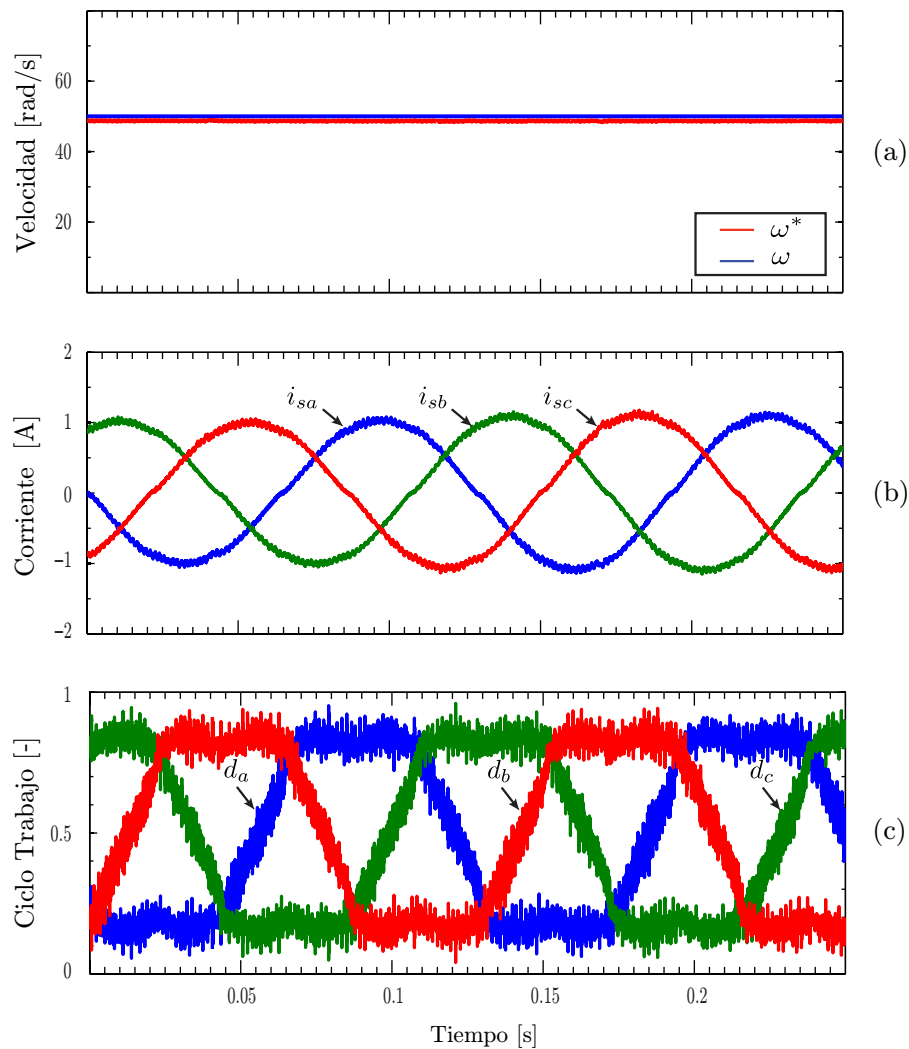 Velocidad [rad/s]
60
40
20
ω*
ω
(a)
Corriente [A]
2
1
0
−1
−2
i_sa
i_sb
i_sc
(b)
Ciclo Trabajo [-]
1
0.5
0
d_a
d_b
d_c
(c)
0.05
0.1
0.15
0.2
Tiempo [s]